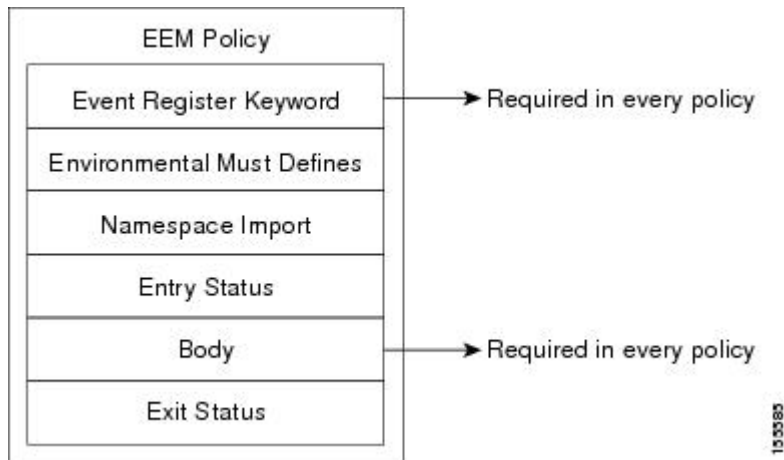 EEM Policy
Event Register Keyword
Required in every policy
Environmental Must Defines
Namespace Import
Entry Status
Body
Required in every policy
Exit Status
155585